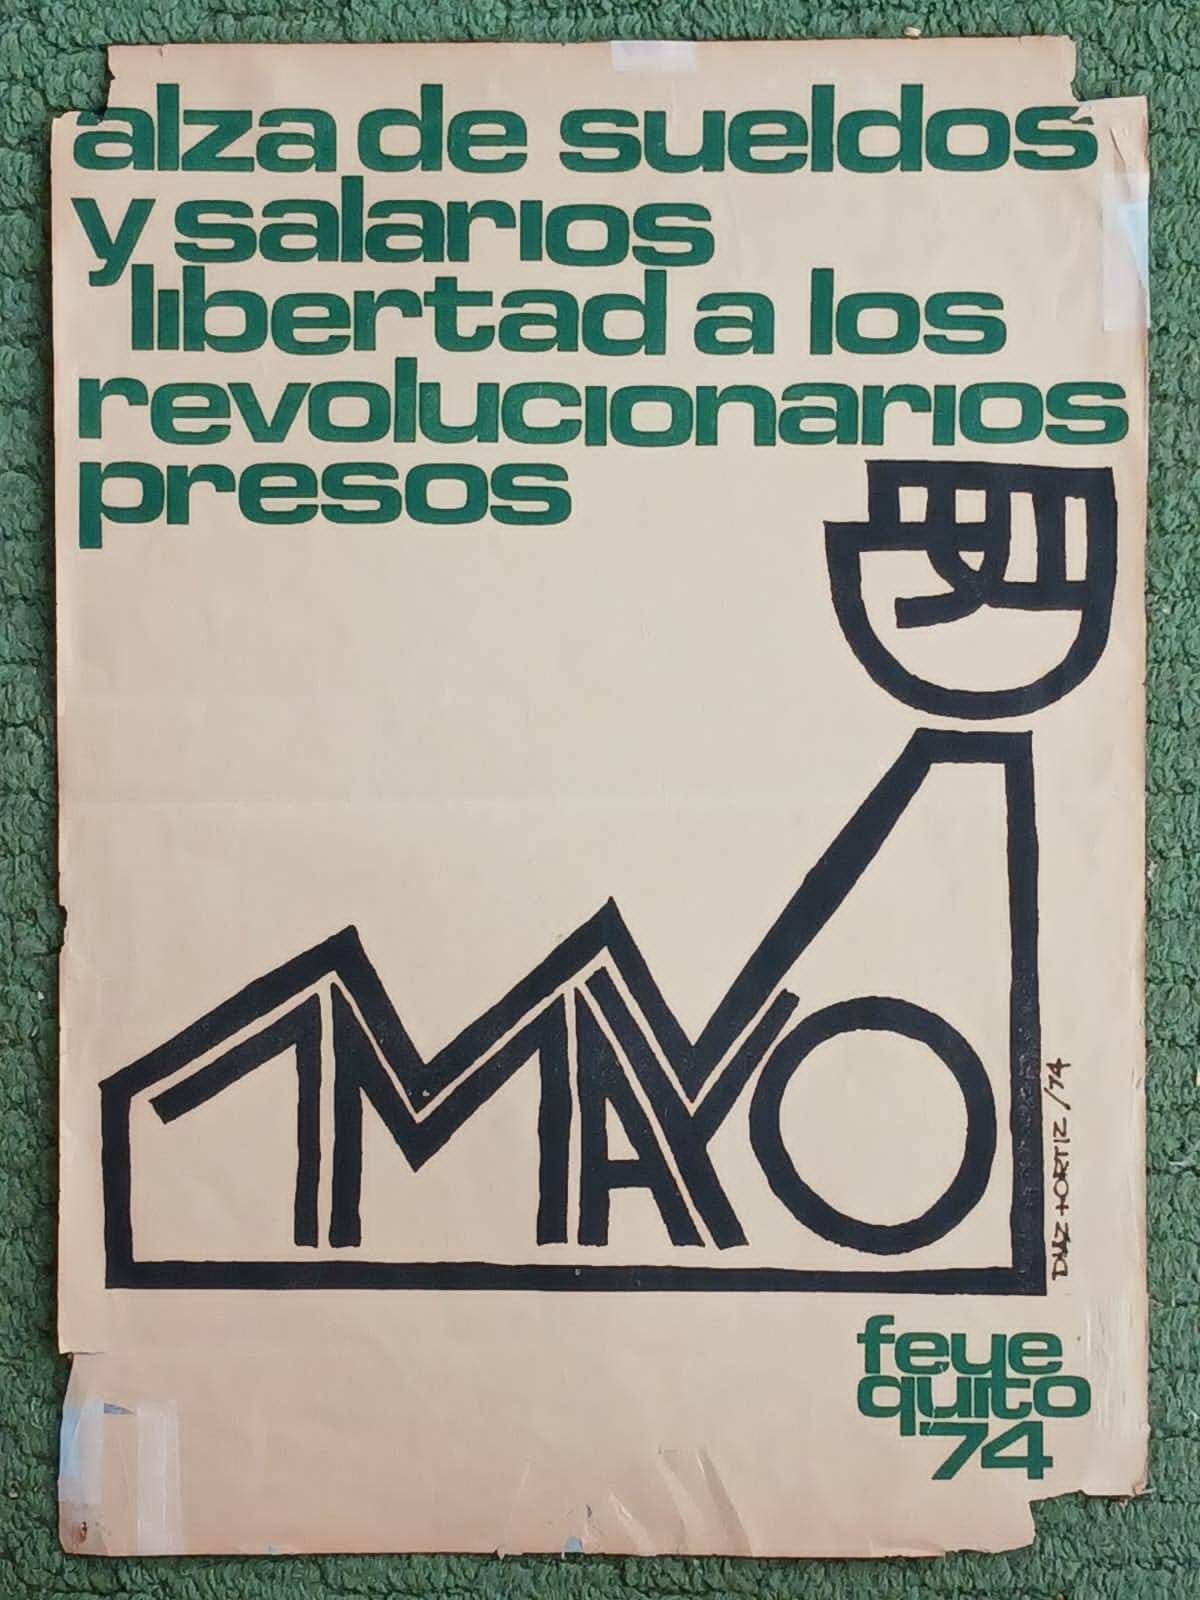 alza de sueldos
y salarios
libertad a los
revolucionarios
presos
1 MAYO
DIAZ + ORTIZ /74
feue
quito
'74